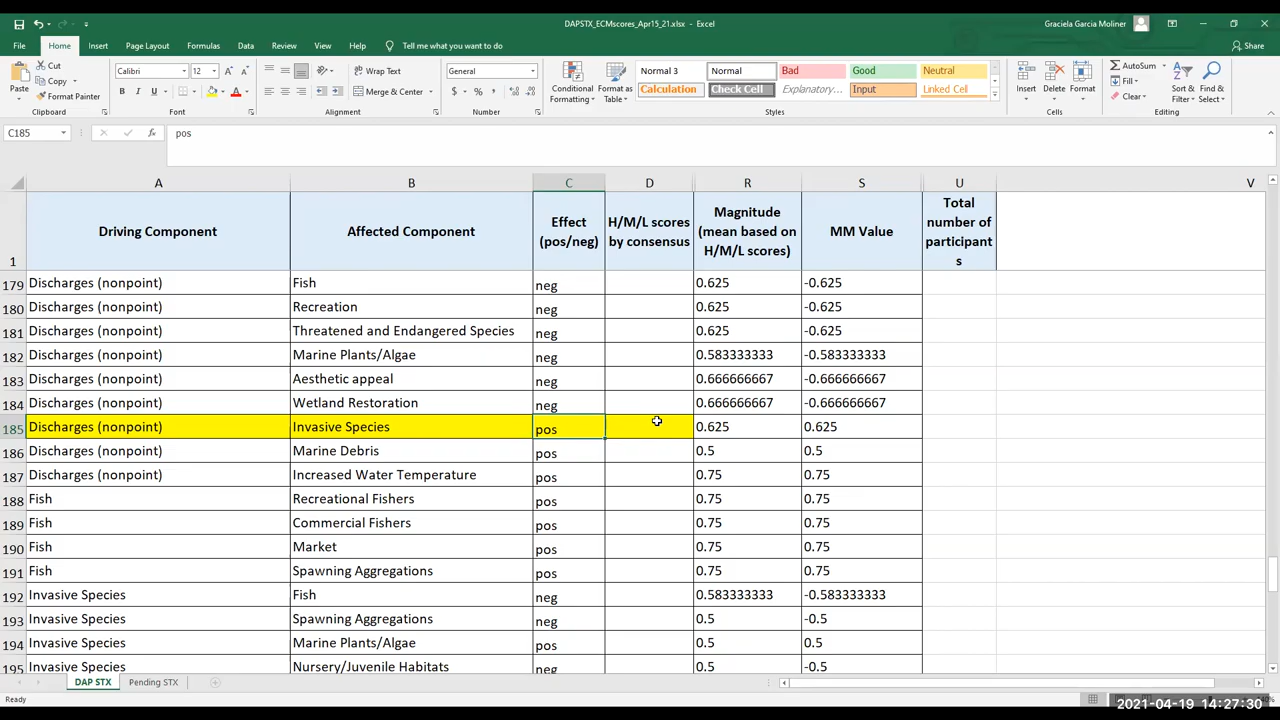 DAPSTX_ECMscores_Apr15_21.xlsx - Excel
Graciela Garcia Moliner
File Home Insert Page Layout Formulas Data Review View Help Tell me what you want to do Share
Cut
Copy
Format Painter
Paste
Clipboard
Calibri 12
B I U
Font
Wrap Text
Merge & Center
Alignment
General
$ % ,
Number
Conditional Formatting
Format as Table
Normal 3 Normal Bad Good Neutral
Calculation Check Cell Explanatory... Input Linked Cell
Styles
Insert Delete Format
Cells
AutoSum
Fill
Clear
Sort & Filter
Find & Select
Editing
C185 fx pos
A B C D R S U V
1 Driving Component Affected Component Effect (pos/neg) H/M/L scores by consensus Magnitude (mean based on H/M/L scores) MM Value Total number of participants
179 Discharges (nonpoint) Fish neg 0.625 -0.625
180 Discharges (nonpoint) Recreation neg 0.625 -0.625
181 Discharges (nonpoint) Threatened and Endangered Species neg 0.625 -0.625
182 Discharges (nonpoint) Marine Plants/Algae neg 0.583333333 -0.583333333
183 Discharges (nonpoint) Aesthetic appeal neg 0.666666667 -0.666666667
184 Discharges (nonpoint) Wetland Restoration neg 0.666666667 -0.666666667
185 Discharges (nonpoint) Invasive Species pos 0.625 0.625
186 Discharges (nonpoint) Marine Debris pos 0.5 0.5
187 Discharges (nonpoint) Increased Water Temperature pos 0.75 0.75
188 Fish Recreational Fishers pos 0.75 0.75
189 Fish Commercial Fishers pos 0.75 0.75
190 Fish Market pos 0.75 0.75
191 Fish Spawning Aggregations pos 0.75 0.75
192 Invasive Species Fish neg 0.583333333 -0.583333333
193 Invasive Species Spawning Aggregations neg 0.5 -0.5
194 Invasive Species Marine Plants/Algae pos 0.5 0.5
195 Invasive Species Nursery/Juvenile Habitats neg 0.5 -0.5
DAP STX Pending STX
Ready
2021-04-19 14:27:30